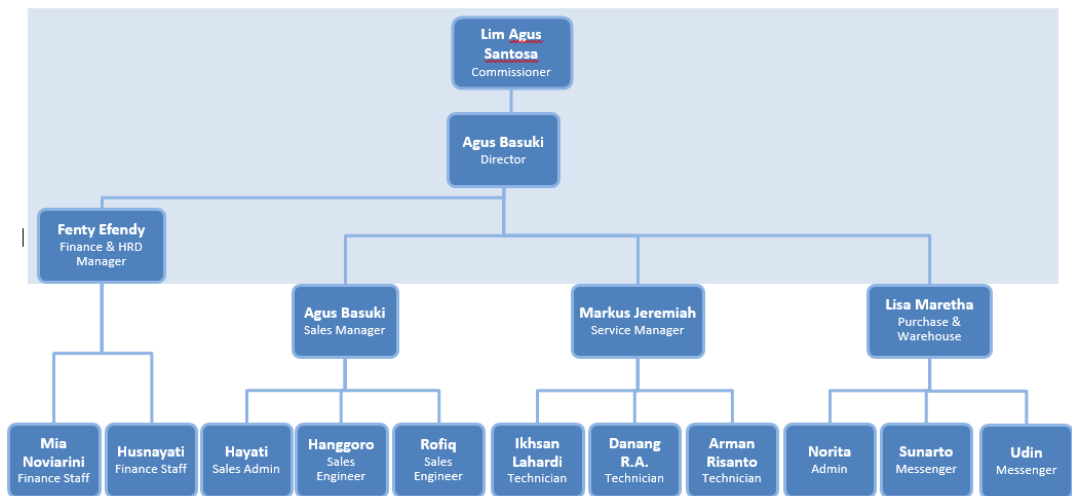 Lim Agus
Santosa
Commissioner
Agus Basuki
Director
Fenty Efendy
Finance & HRD
Manager
Agus Basuki
Sales Manager
Markus Jeremiah
Service Manager
Lisa Maretha
Purchase &
Warehouse
Mia
Noviarini
Finance Staff
Husnayati
Finance Staff
Hayati
Sales Admin
Hanggoro
Sales
Engineer
Rofiq
Sales
Engineer
Ikhsan
Lahardi
Technician
Danang
R.A.
Technician
Arman
Risanto
Technician
Norita
Admin
Sunarto
Messenger
Udin
Messenger